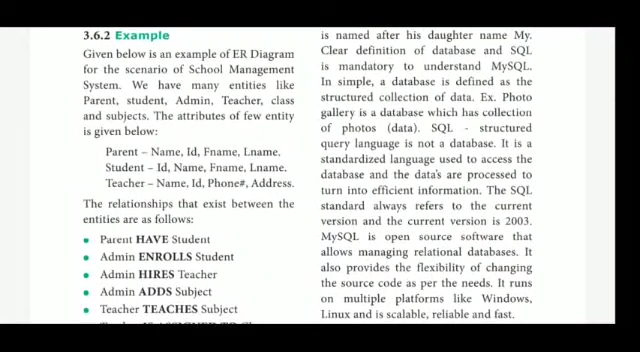 3.6.2 Example
Given below is an example of ER Diagram
for the scenario of School Management
System. We have many entities like
Parent, student, Admin, Teacher, class
and subjects. The attributes of few entity
is given below:
Parent – Name, Id, Fname, Lname.
Student – Id, Name, Fname, Lname.
Teacher – Name, Id, Phone#, Address.
The relationships that exist between the
entities are as follows:
• Parent HAVE Student
• Admin ENROLLS Student
• Admin HIRES Teacher
• Admin ADDS Subject
• Teacher TEACHES Subject
is named after his daughter name My.
Clear definition of database and SQL
is mandatory to understand MySQL.
In simple, a database is defined as the
structured collection of data. Ex. Photo
gallery is a database which has collection
of photos (data). SQL - structured
query language is not a database. It is a
standardized language used to access the
database and the data's are processed to
turn into efficient information. The SQL
standard always refers to the current
version and the current version is 2003.
MySQL is open source software that
allows managing relational databases. It
also provides the flexibility of changing
the source code as per the needs. It runs
on multiple platforms like Windows,
Linux and is scalable, reliable and fast.